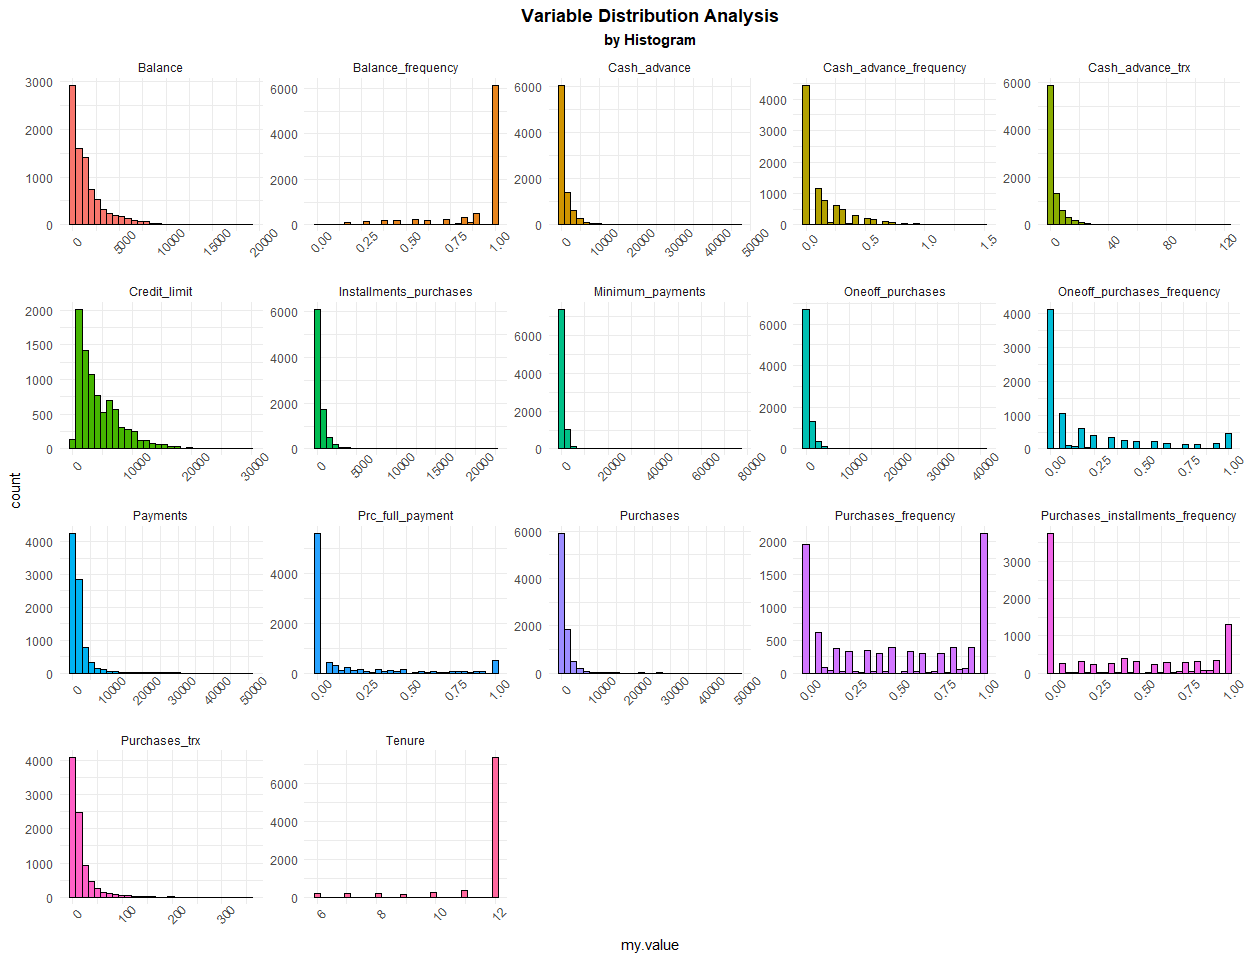 Variable Distribution Analysis
by Histogram
Balance
Balance_frequency
Cash_advance
Cash_advance_frequency
Cash_advance_trx
3000
2000
1000
0
0 5000 10000 15000 20000
6000
4000
2000
0
0.00 0.25 0.50 0.75 1.00
6000
4000
2000
0
0 10000 20000 30000 40000 50000
4000
3000
2000
1000
0
0.0 0.5 1.0 1.5
6000
4000
2000
0
0 40 80 120
Credit_limit
Installments_purchases
Minimum_payments
Oneoff_purchases
Oneoff_purchases_frequency
2000
1500
1000
500
0
0 10000 20000 30000
6000
4000
2000
0
0 5000 10000 15000 20000
6000
4000
2000
0
0 20000 40000 60000 80000
6000
4000
2000
0
0 10000 20000 30000 40000
4000
3000
2000
1000
0
0.00 0.25 0.50 0.75 1.00
count
Payments
Prc_full_payment
Purchases
Purchases_frequency
Purchases_installments_frequency
4000
3000
2000
1000
0
0 10000 20000 30000 40000 50000
4000
2000
0
0.00 0.25 0.50 0.75 1.00
6000
4000
2000
0
0 10000 20000 30000 40000 50000
2000
1500
1000
500
0
0.00 0.25 0.50 0.75 1.00
3000
2000
1000
0
0.00 0.25 0.50 0.75 1.00
Purchases_trx
Tenure
4000
3000
2000
1000
0
0 100 200 300
6000
4000
2000
0
6 8 10 12
my.value